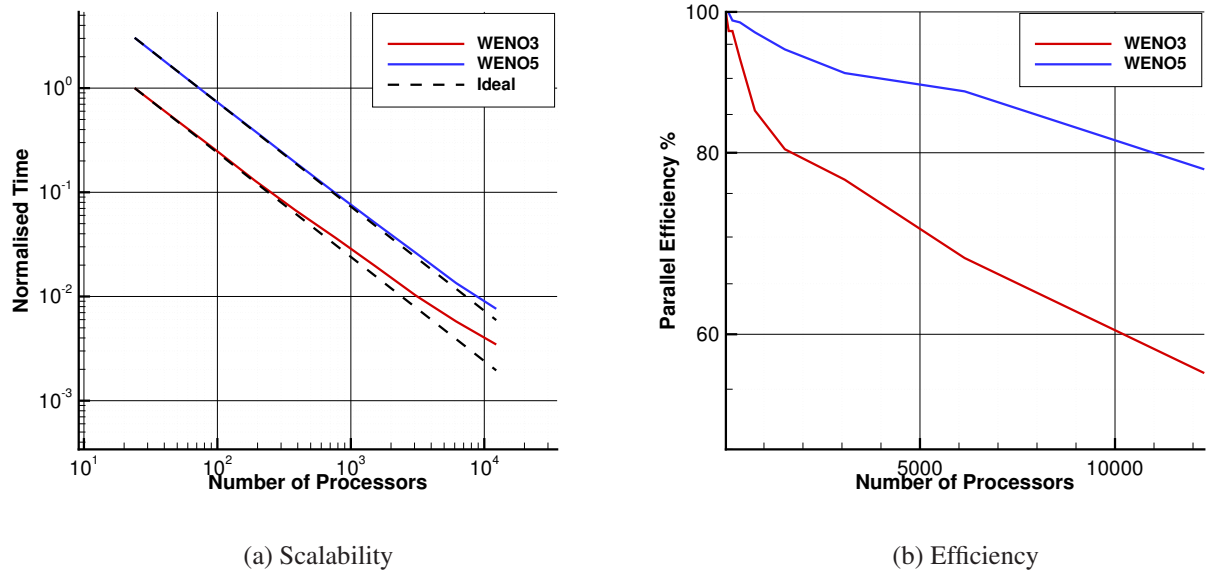 WENO3
WENO5
Ideal
10^0
10^-1
10^-2
10^-3
Normalised Time
10^1
10^2
10^3
10^4
Number of Processors
(a) Scalability
WENO3
WENO5
100
80
60
Parallel Efficiency %
5000
10000
Number of Processors
(b) Efficiency